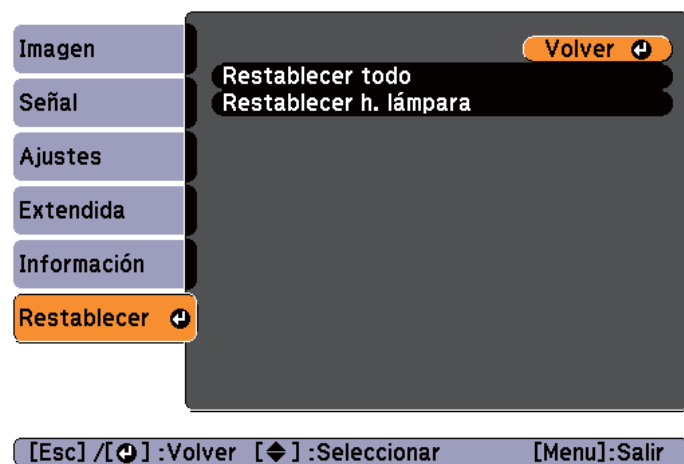 Imagen
Señal
Ajustes
Extendida
Información
Restablecer
Volver
Restablecer todo
Restablecer h. lámpara
[Esc] /[ ] :Volver [ ] :Seleccionar [Menu]:Salir